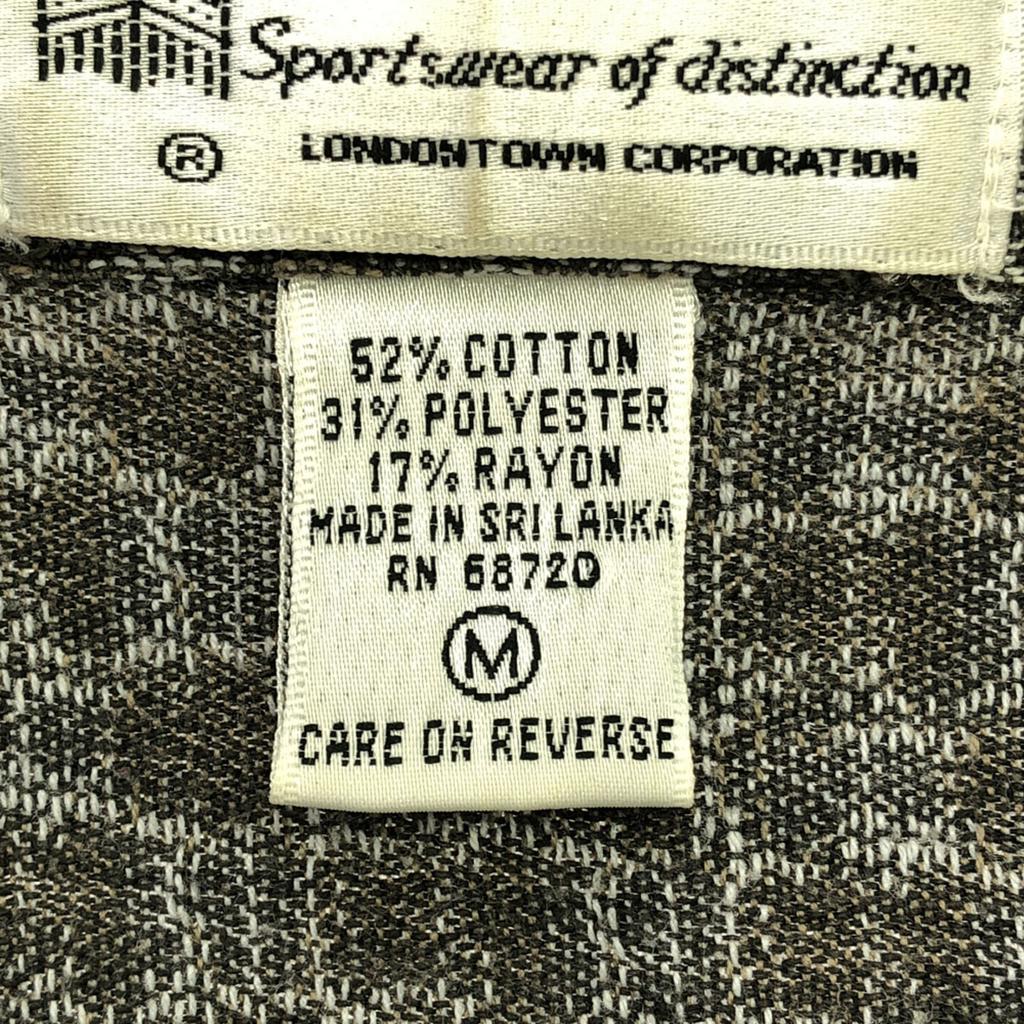 Sportswear of distinction
® LONDONTOWN CORPORATION
52% COTTON
31% POLYESTER
17% RAYON
MADE IN SRI LANKA
RN 68720
M
CARE ON REVERSE